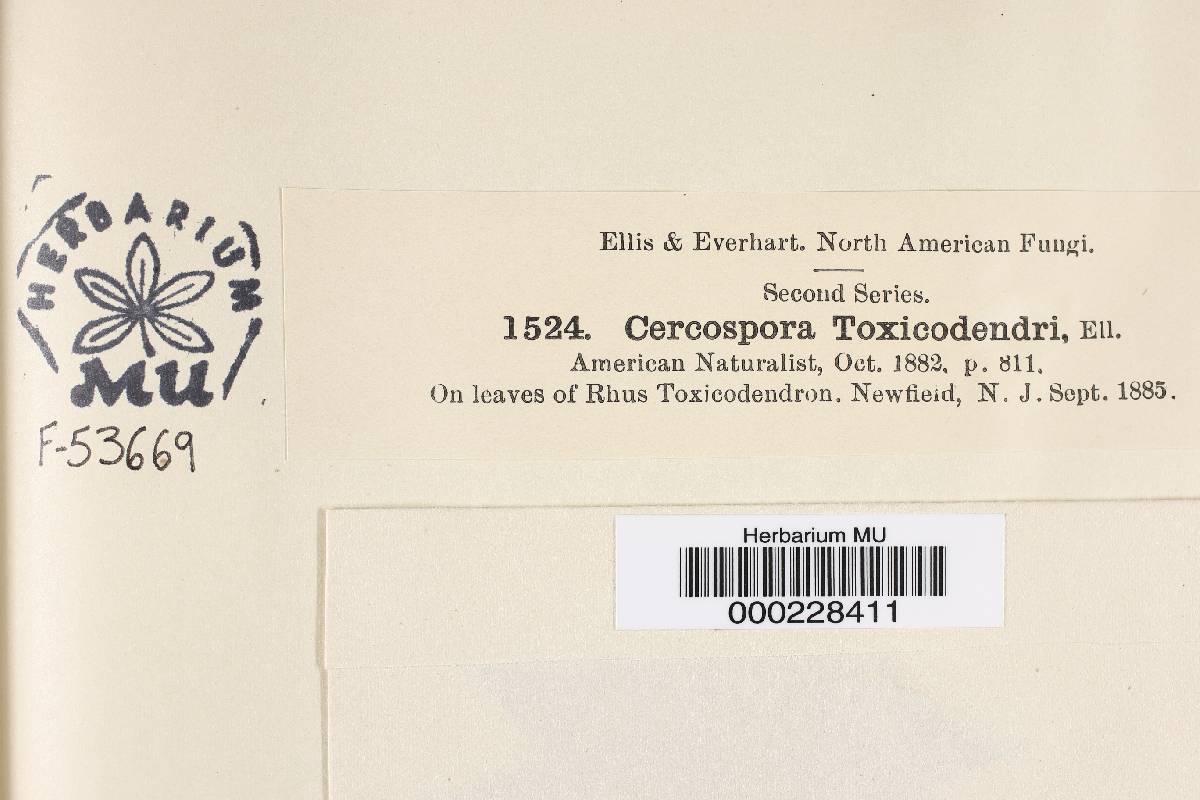 HERBARIUM
MU
F-53669
Ellis & Everhart. North American Fungi.
Second Series.
1524. Cercospora Toxicodendri, Ell.
American Naturalist, Oct. 1882, p. 811.
On leaves of Rhus Toxicodendron. Newfield, N. J. Sept. 1885.
Herbarium MU
000228411